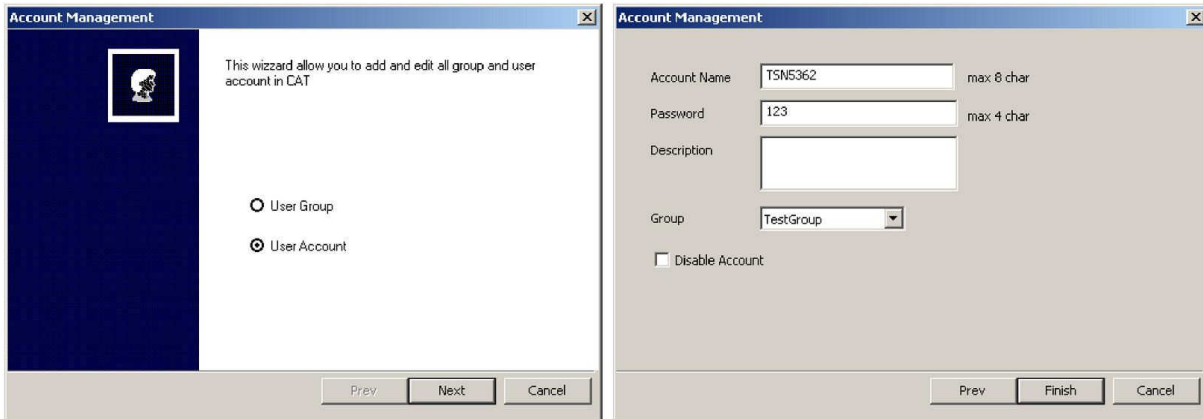 Account Management
This wizzard allow you to add and edit all group and user
account in CAT
User Group
User Account
Prev
Next
Cancel
Account Management
Account Name
TSN5362
max 8 char
Password
123
max 4 char
Description
Group
TestGroup
Disable Account
Prev
Finish
Cancel